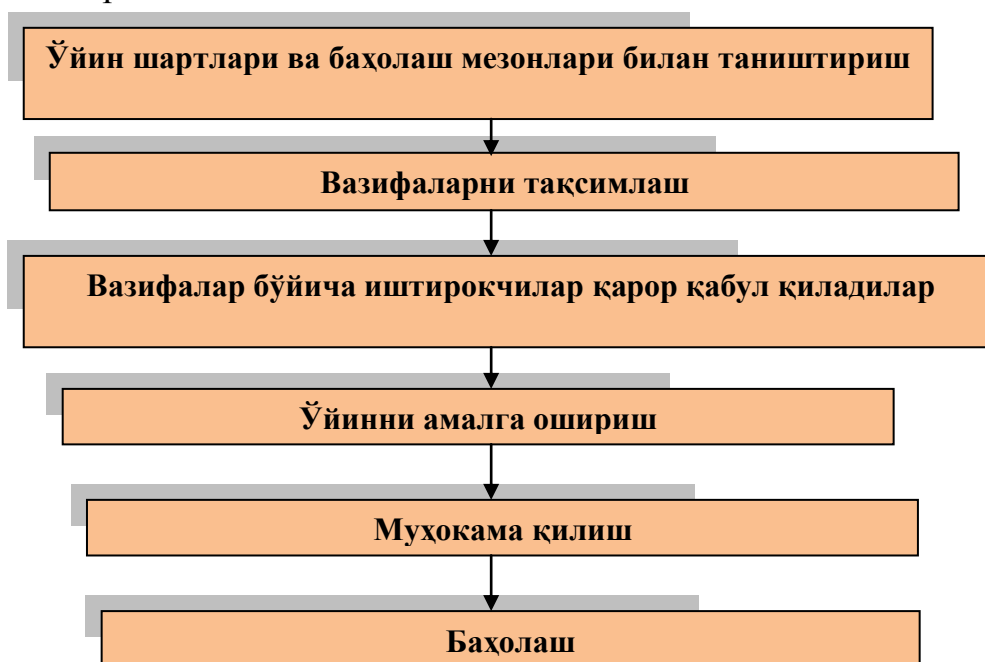 Ўйин шартлари ва баҳолаш мезонлари билан таништириш
Вазифаларни тақсимлаш
Вазифалар бўйича иштирокчилар қарор қабул қиладилар
Ўйинни амалга ошириш
Муҳокама қилиш
Баҳолаш